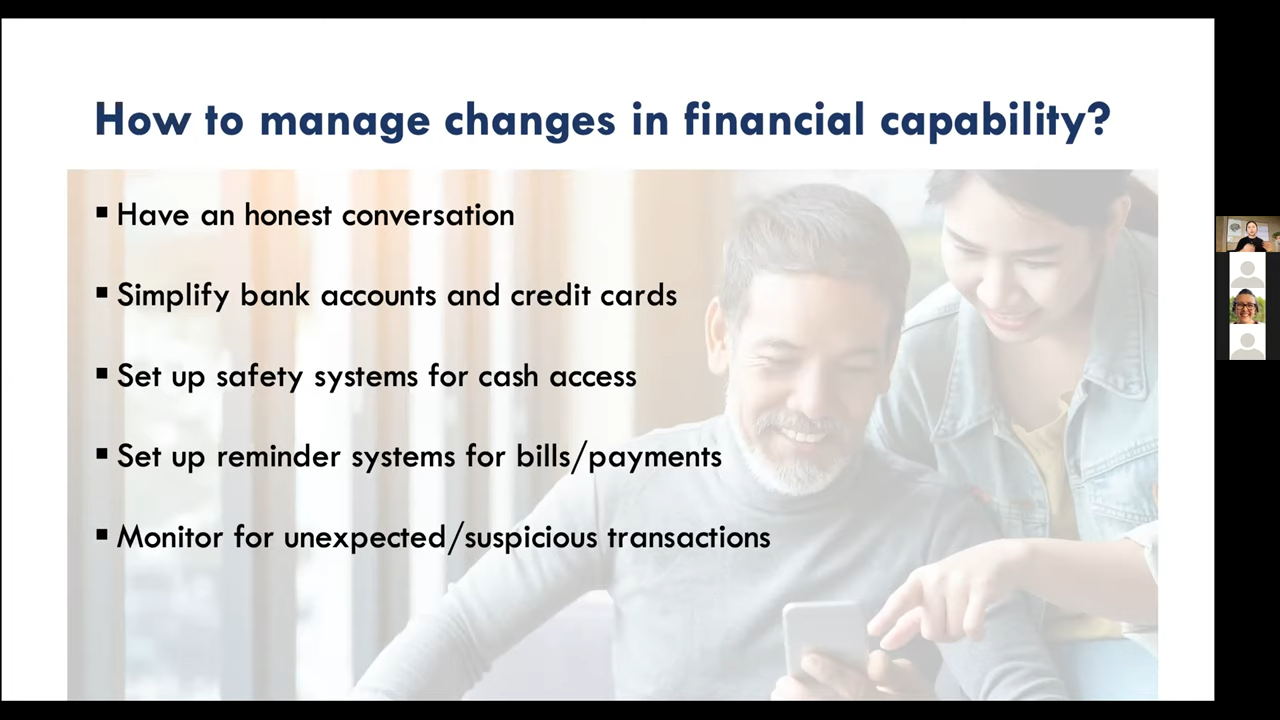 How to manage changes in financial capability?
▪ Have an honest conversation
▪ Simplify bank accounts and credit cards
▪ Set up safety systems for cash access
▪ Set up reminder systems for bills/payments
▪ Monitor for unexpected/suspicious transactions